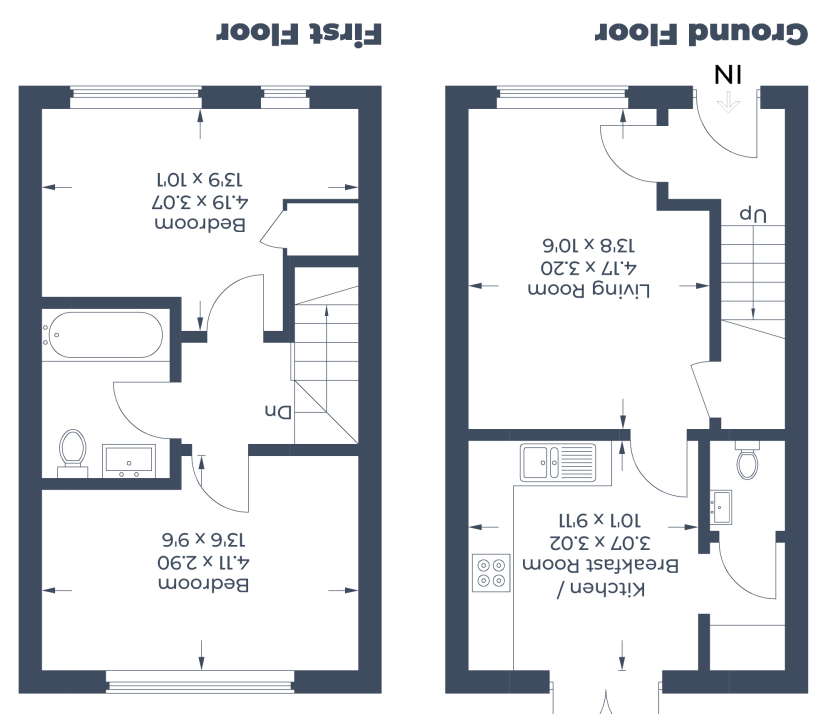 Kitchen /
Breakfast Room
3.07 x 3.02
10'1 x 9'11
Living Room
4.17 x 3.20
13'8 x 10'6
Up
IN
Ground Floor
Bedroom
4.11 x 2.90
13'6 x 9'6
Dn
Bedroom
4.19 x 3.07
13'9 x 10'1
First Floor